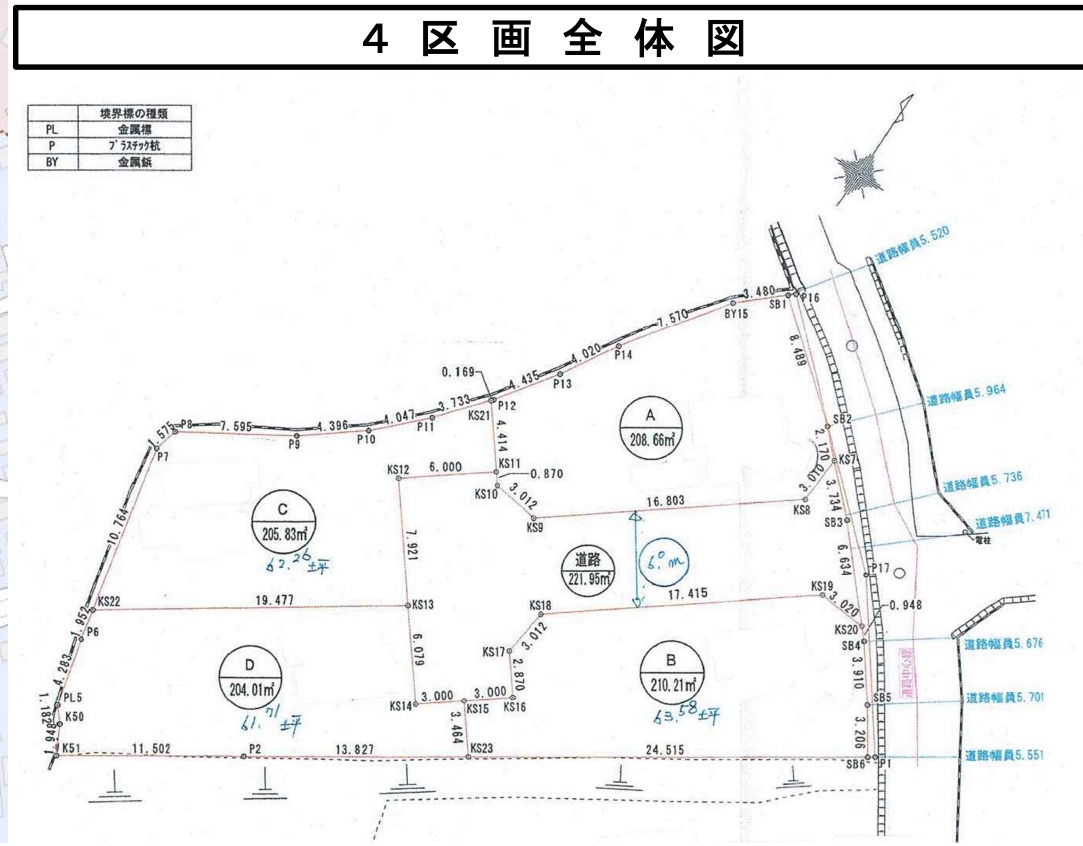 4区画全体図
境界標の種類
PL 金属標
P プラスチック杭
BY 金属鋲
道路幅員5.520
3.480
SB1
P16
BY15
7.570
8.489
P14
4.020
0.169
4.435
P13
道路幅員5.964
3.733
KS21
P12
A
208.66㎡
SB2
1.575
P8
7.595
4.396
4.047
P11
P9
P10
4.414
2.170
P7
KS12
6.000
KS11
0.870
KS7
道路幅員5.736
3.010
KS10
3.012
16.803
KS8
3.734
C
205.83㎡
62.26坪
KS9
SB3
道路幅員7.471
電柱
10.764
7.921
道路
221.95㎡
6.0m
6.634
P17
17.415
KS19
1.952
KS22
19.477
KS13
KS18
3.020
0.948
P6
3.012
KS20
SB4
道路幅員5.676
4.283
6.079
KS17
B
210.21㎡
63.58坪
3.910
道路中心線
D
204.01㎡
61.71坪
2.870
1.182
PL5
3.000
3.000
KS14
KS15
KS16
SB5
道路幅員5.701
K50
1.948
3.464
3.206
K51
11.502
P2
13.827
KS23
24.515
SB6
P1
道路幅員5.551